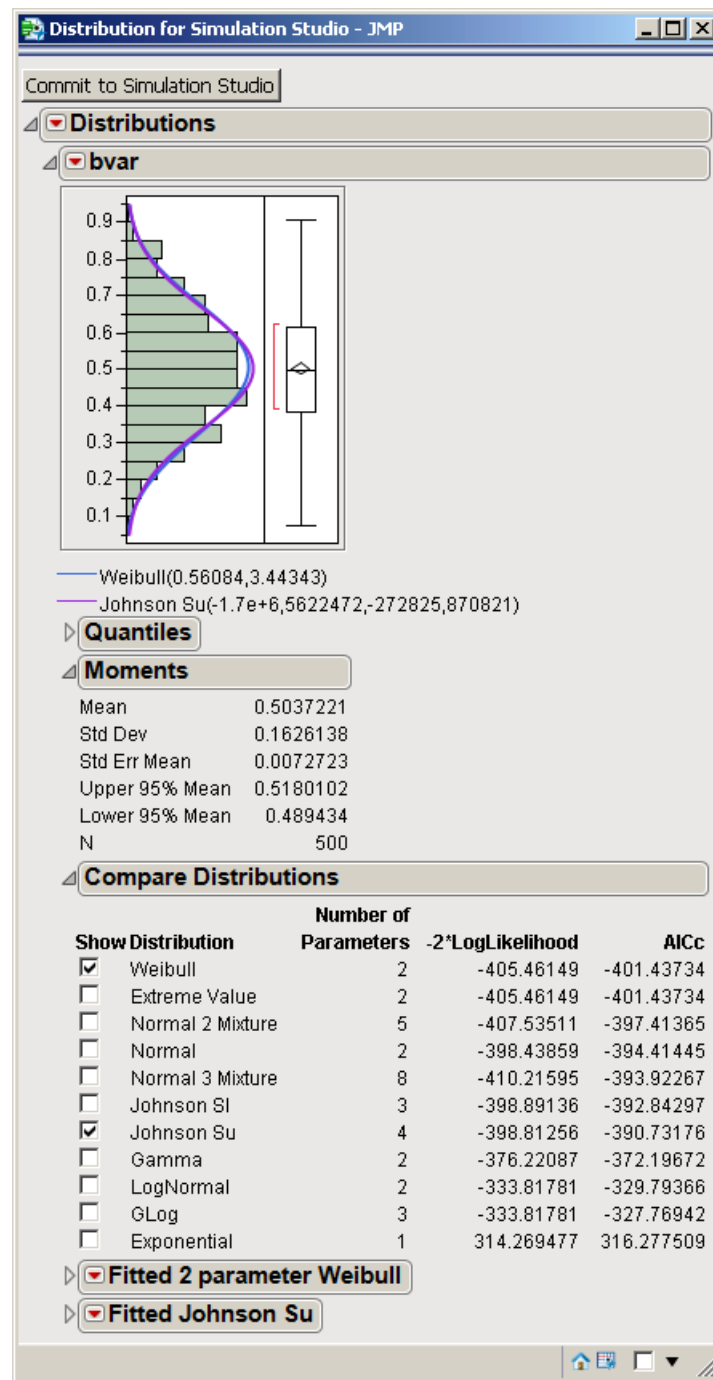 Distribution for Simulation Studio - JMP
Commit to Simulation Studio
Distributions
bvar
0.9
0.8
0.7
0.6
0.5
0.4
0.3
0.2
0.1
Weibull(0.56084,3.44343)
Johnson Su(-1.7e+6,5622472,-272825,870821)
Quantiles
Moments
Mean 0.5037221
Std Dev 0.1626138
Std Err Mean 0.0072723
Upper 95% Mean 0.5180102
Lower 95% Mean 0.489434
N 500
Compare Distributions
Number of
Show Distribution Parameters -2*LogLikelihood AICc
Weibull 2 -405.46149 -401.43734
Extreme Value 2 -405.46149 -401.43734
Normal 2 Mixture 5 -407.53511 -397.41365
Normal 2 -398.43859 -394.41445
Normal 3 Mixture 8 -410.21595 -393.92267
Johnson Sl 3 -398.89136 -392.84297
Johnson Su 4 -398.81256 -390.73176
Gamma 2 -376.22087 -372.19672
LogNormal 2 -333.81781 -329.79366
GLog 3 -333.81781 -327.76942
Exponential 1 314.269477 316.277509
Fitted 2 parameter Weibull
Fitted Johnson Su